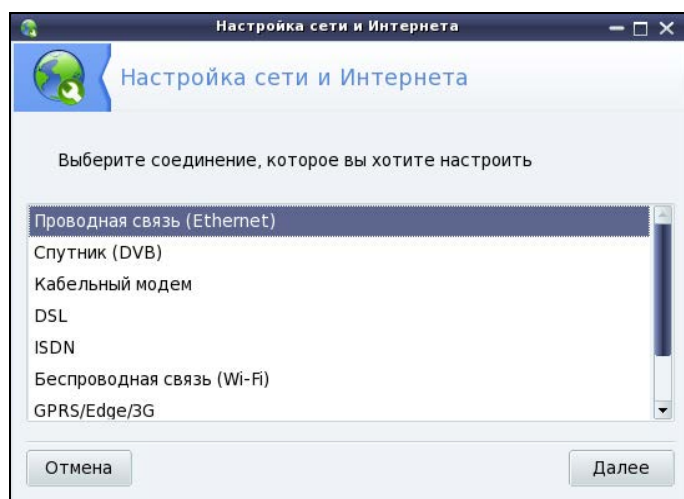 Настройка сети и Интернета
Настройка сети и Интернета
Выберите соединение, которое вы хотите настроить
Проводная связь (Ethernet)
Спутник (DVB)
Кабельный модем
DSL
ISDN
Беспроводная связь (Wi-Fi)
GPRS/Edge/3G
Отмена
Далее